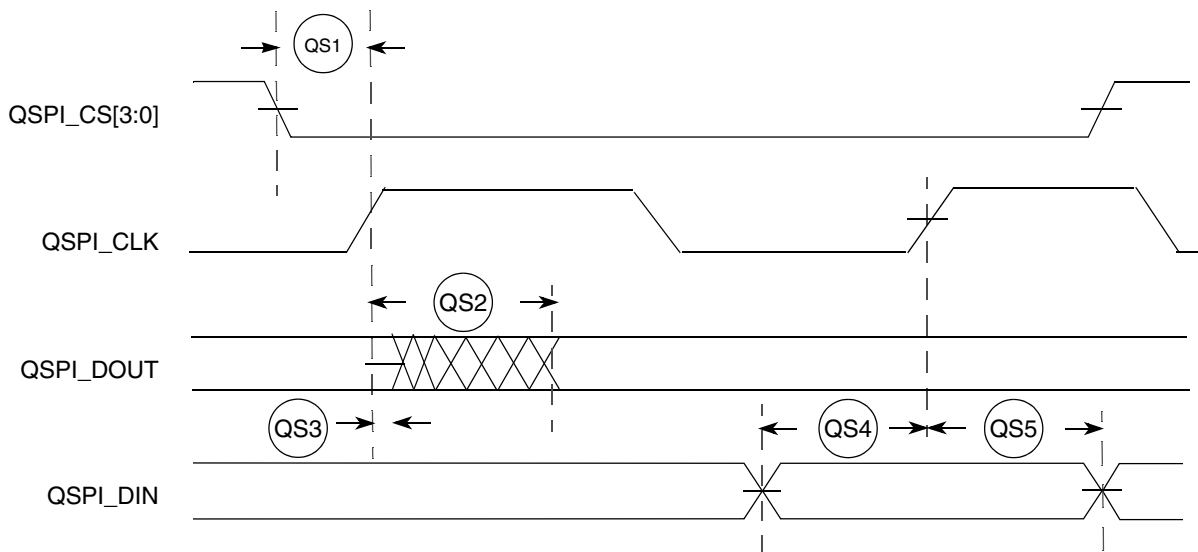 QS1
QSPI_CS[3:0]
QSPI_CLK
QS2
QSPI_DOUT
QS3
QS4
QS5
QSPI_DIN